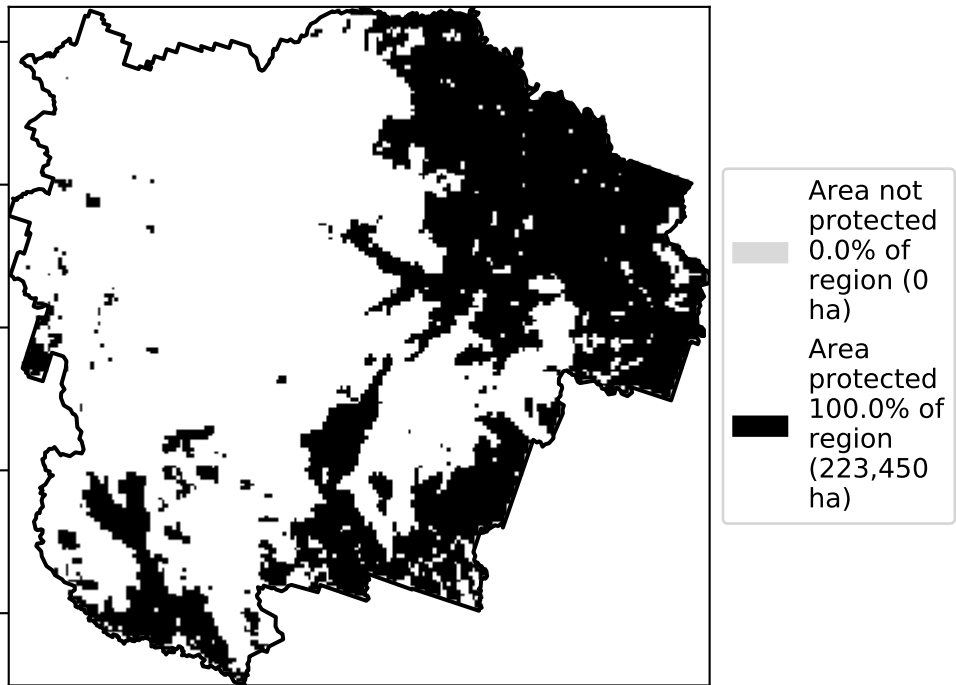 Area not
protected
0.0% of
region (0
ha)
Area
protected
100.0% of
region
(223,450
ha)